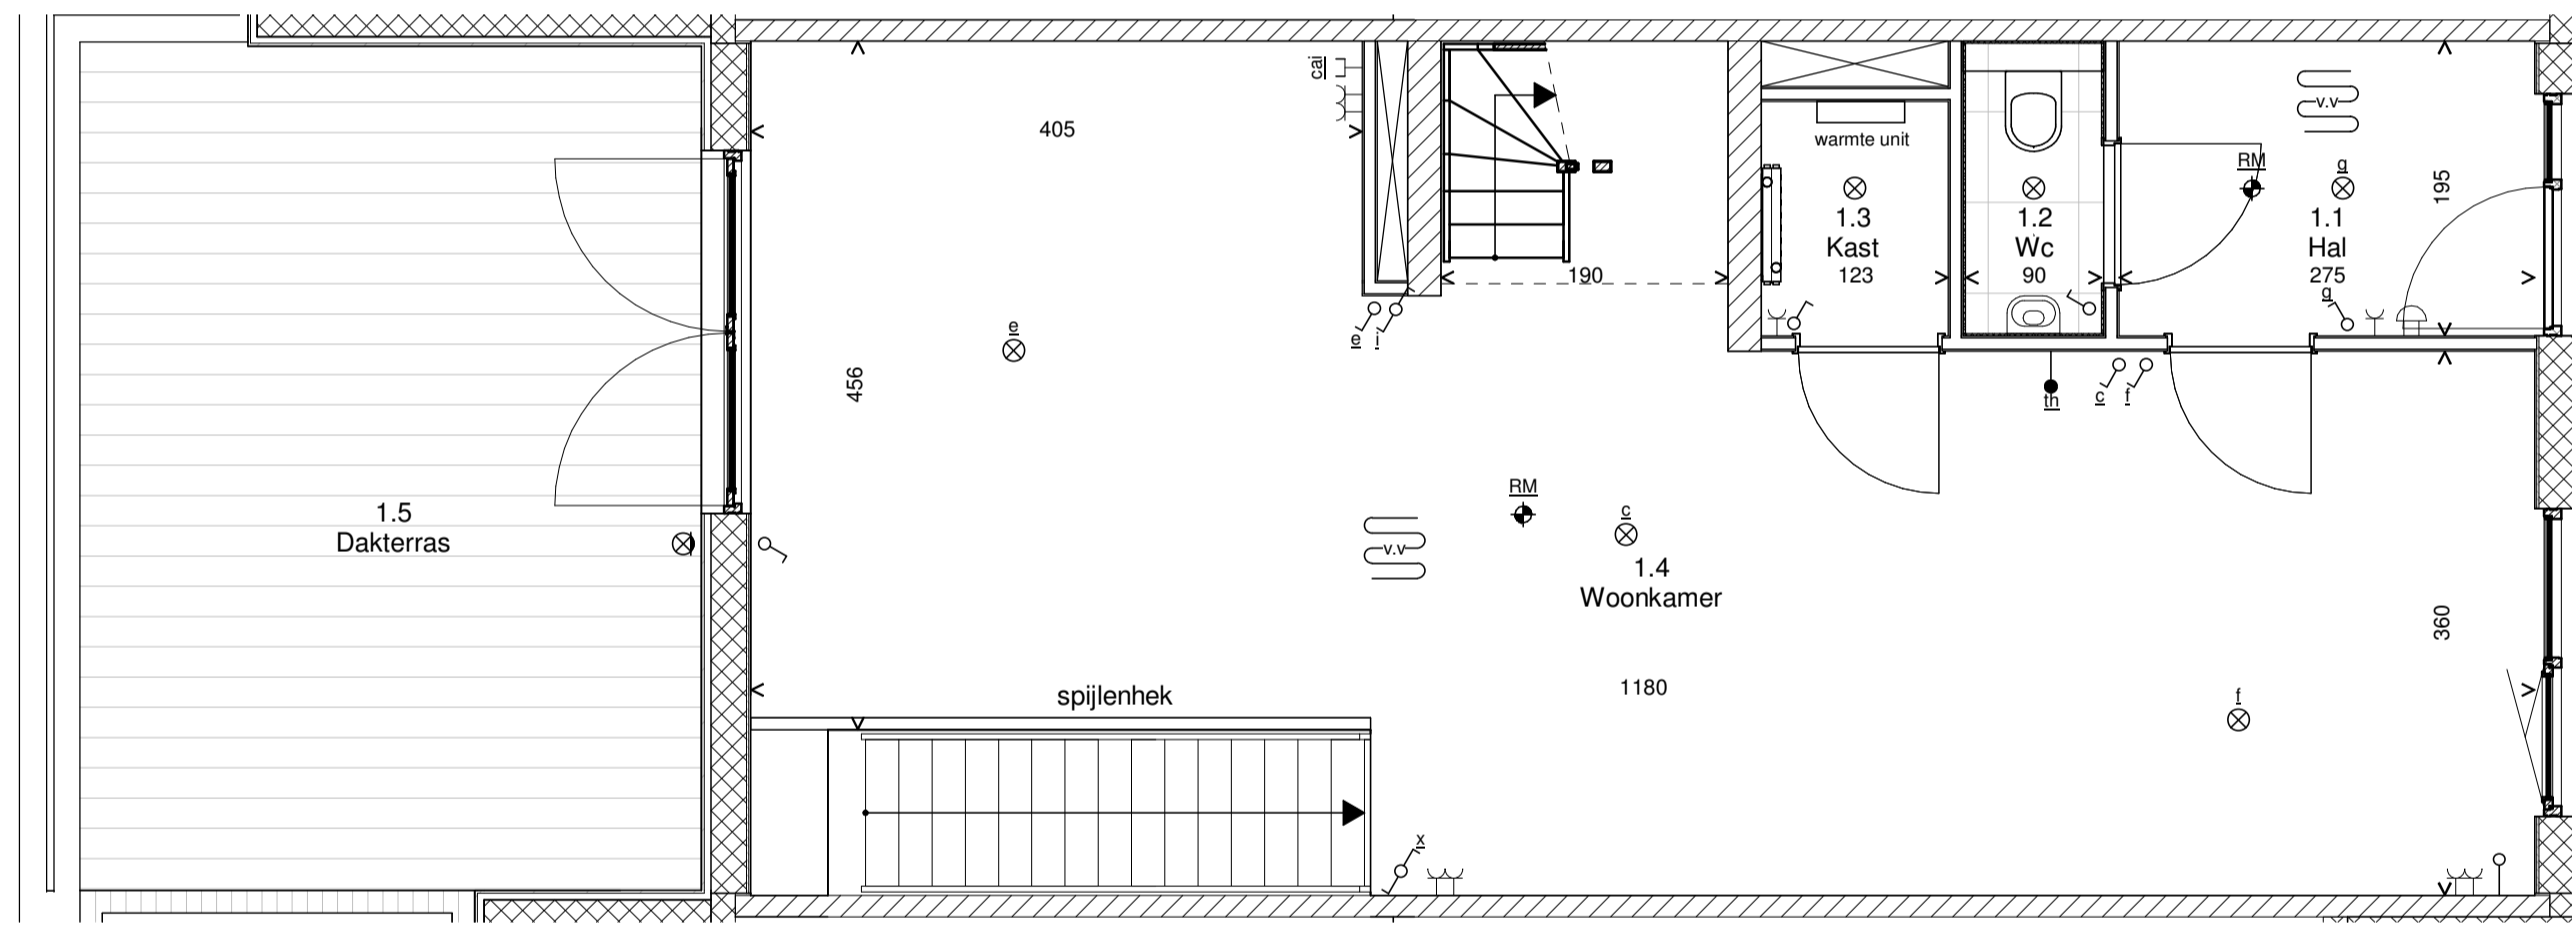 cai
405
warmte unit
RM
g
195
1.3
Kast
123
1.2
Wc
90
1.1
Hal
275
g
190
e
i
e
456
th
c
f
v.v
RM
c
v.v
1.4
Woonkamer
1.5
Dakterras
360
1180
spijlenhek
f
x